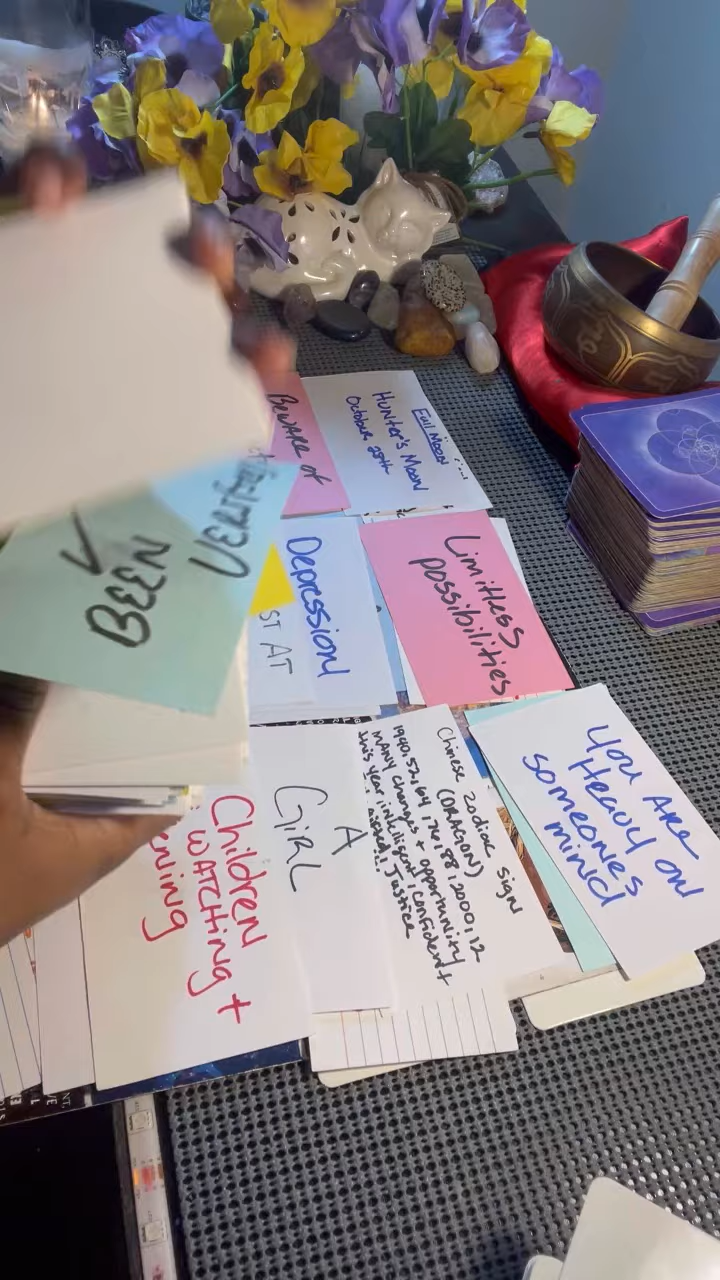 Full Moon
Hunter's Moon
October 28th
BEWARE of
Limitless
possibilities
Depression
ST AT
✓
BEEN
You are
Heavy on
someones
mind
Chinese Zodiac sign
(DRAGON)
1940, 52, 64, 76, 88, 2000, 12
MANY changes + opportunity
this year intelligent, confident +
Justice
A
GIRL
Children
WATCHING +
ening